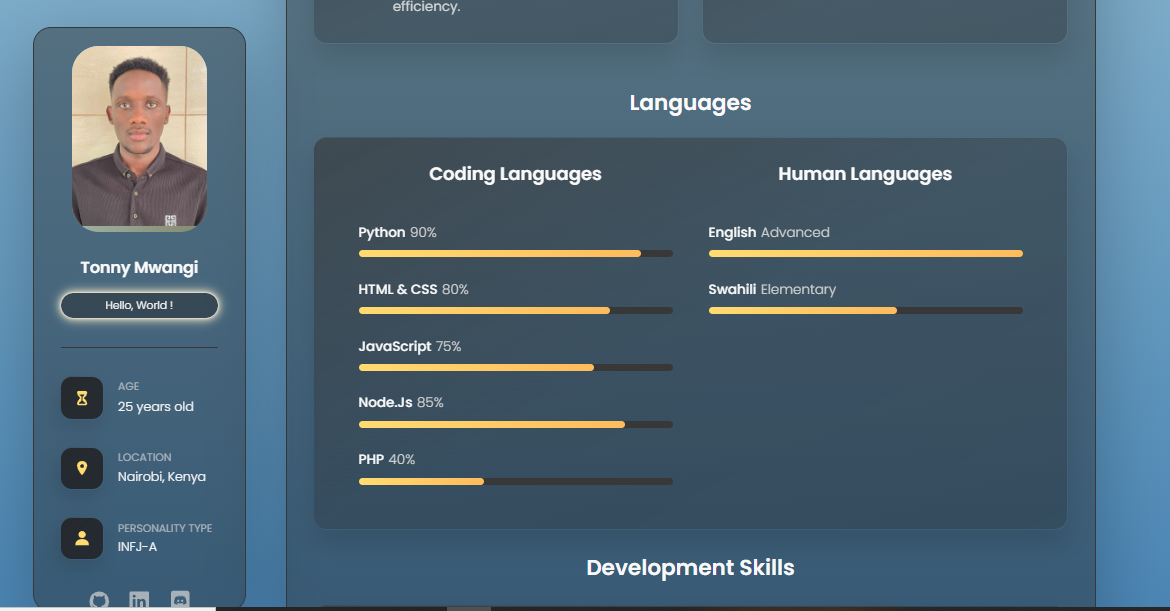 efficiency.
Tonny Mwangi
Hello, World !
AGE
25 years old
LOCATION
Nairobi, Kenya
PERSONALITY TYPE
INFJ-A
Languages
Coding Languages
Python 90%
HTML & CSS 80%
JavaScript 75%
Node.Js 85%
PHP 40%
Human Languages
English Advanced
Swahili Elementary
Development Skills